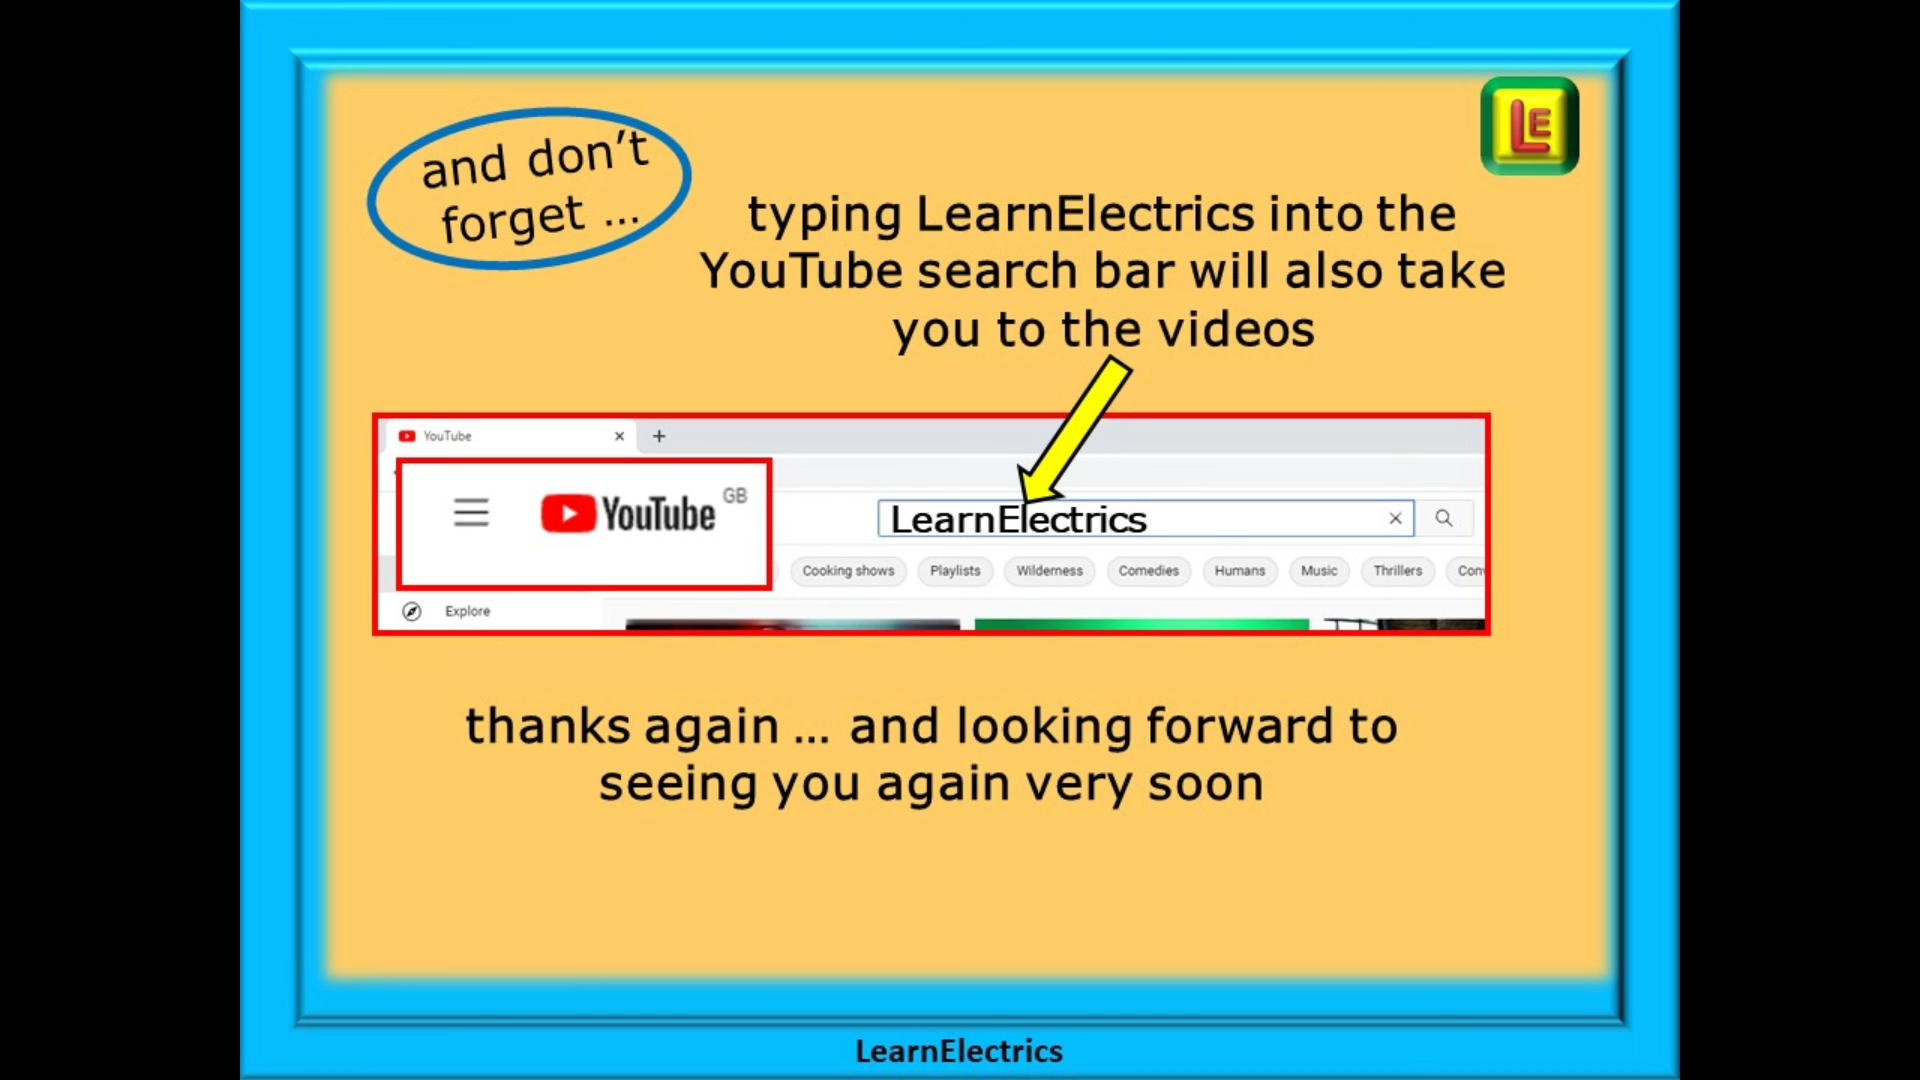 and don’t
forget ...
LE
typing LearnElectrics into the
YouTube search bar will also take
you to the videos
YouTube
YouTube GB
LearnElectrics
Cooking shows Playlists Wilderness Comedies Humans Music Thrillers
Explore
thanks again ... and looking forward to
seeing you again very soon
LearnElectrics